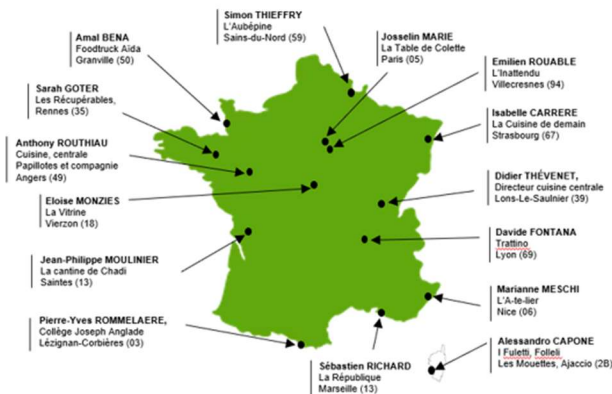 Simon THIEFFRY
L'Aubépine
Sains-du-Nord (59)
Amal BENA
Foodtruck Aïda
Granville (50)
Josselin MARIE
La Table de Colette
Paris (05)
Emilien ROUABLE
L'Inattendu
Villecresnes (94)
Sarah GOTER
Les Récupérables,
Rennes (35)
Isabelle CARRERE
La Cuisine de demain
Strasbourg (67)
Anthony ROUTHIAU
Cuisine, centrale
Papillotes et compagnie
Angers (49)
Didier THÉVENET,
Directeur cuisine centrale
Lons-Le-Saulnier (39)
Eloise MONZIES
La Vitrine
Vierzon (18)
Davide FONTANA
Trattino
Lyon (69)
Jean-Philippe MOULINIER
La cantine de Chadi
Saintes (13)
Marianne MESCHI
L'A-te-lier
Nice (06)
Pierre-Yves ROMMELAERE,
Collège Joseph Anglade
Lézignan-Corbières (03)
Alessandro CAPONE
I Fuletti, Folleli
Les Mouettes, Ajaccio (2B)
Sébastien RICHARD
La République
Marseille (13)